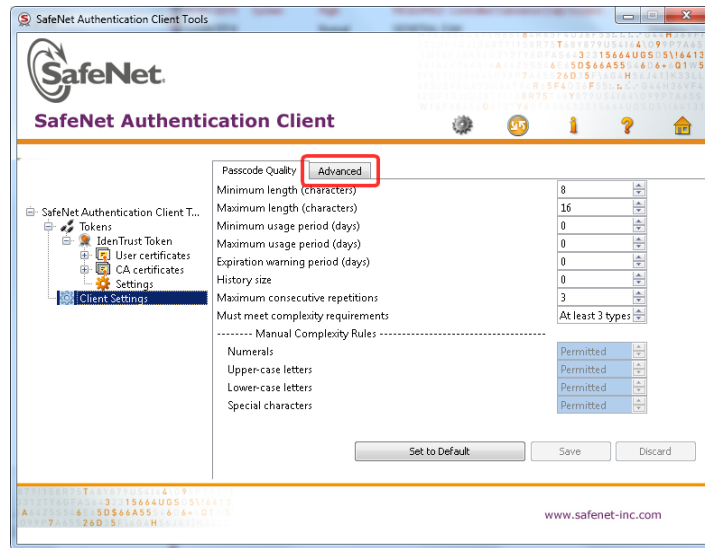 SafeNet Authentication Client Tools
SafeNet.
SafeNet Authentication Client
Passcode Quality
Advanced
SafeNet Authentication Client T...
Tokens
IdenTrust Token
User certificates
CA certificates
Settings
Client Settings
Minimum length (characters) 8
Maximum length (characters) 16
Minimum usage period (days) 0
Maximum usage period (days) 0
Expiration warning period (days) 0
History size 0
Maximum consecutive repetitions 3
Must meet complexity requirements At least 3 types
-------- Manual Complexity Rules ------------------------
Numerals Permitted
Upper-case letters Permitted
Lower-case letters Permitted
Special characters Permitted
Set to Default
Save
Discard
www.safenet-inc.com